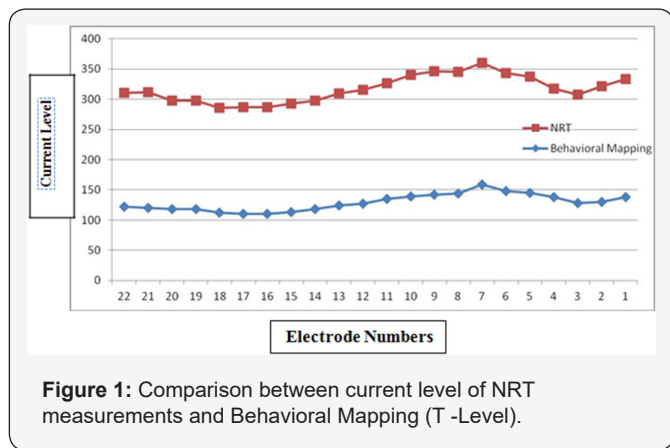 400
350
300
250
200
150
100
50
0
Current Level
NRT
Behavioral Mapping
22 21 20 19 18 17 16 15 14 13 12 11 10 9 8 7 6 5 4 3 2 1
Electrode Numbers
Figure 1: Comparison between current level of NRT
measurements and Behavioral Mapping (T -Level).